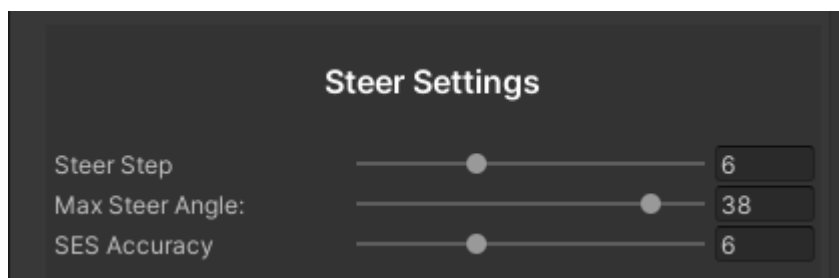 Steer Settings
Steer Step 6
Max Steer Angle: 38
SES Accuracy 6